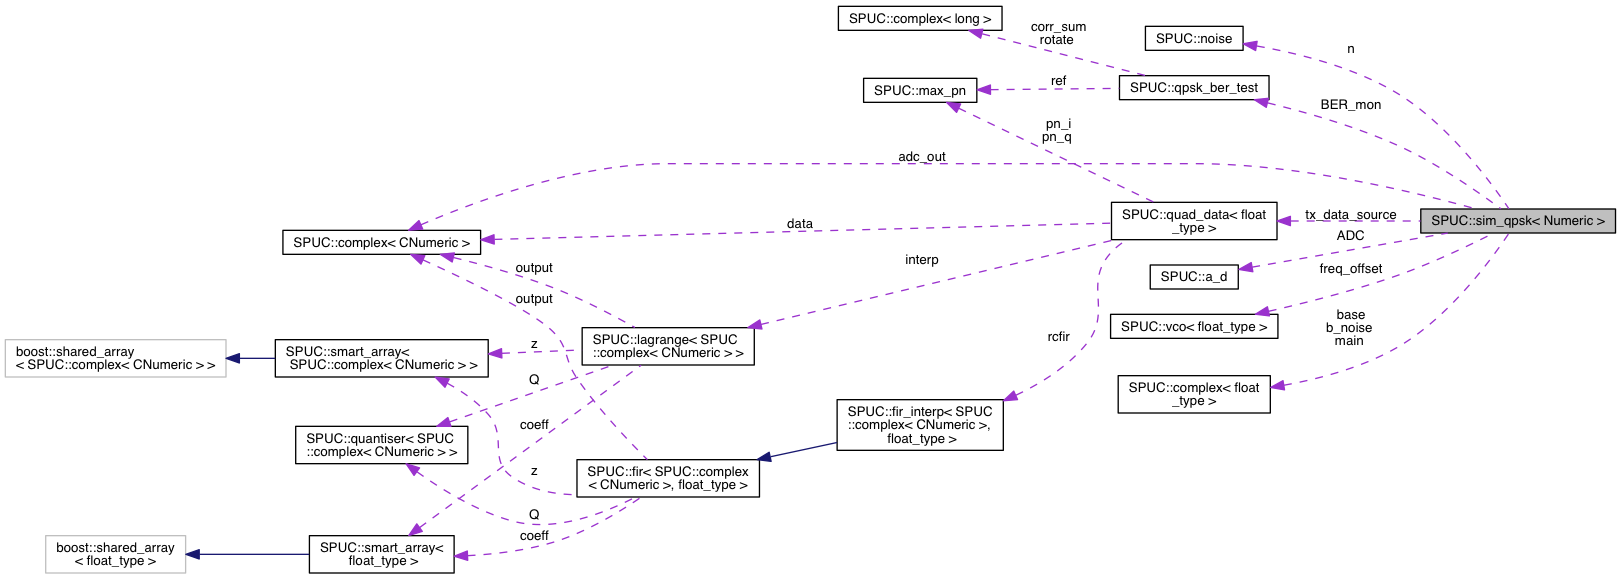 SPUC::complex< long >
corr_sum
rotate
SPUC::noise
n
SPUC::max_pn
ref
SPUC::qpsk_ber_test
BER_mon
pn_i
pn_q
adc_out
SPUC::complex< CNumeric >
data
SPUC::quad_data< float
_type >
tx_data_source
SPUC::sim_qpsk< Numeric >
ADC
output
interp
SPUC::a_d
freq_offset
output
SPUC::vco< float_type >
base
b_noise
main
rcfir
boost::shared_array
< SPUC::complex< CNumeric > >
SPUC::smart_array<
SPUC::complex< CNumeric > >
z
SPUC::lagrange< SPUC
::complex< CNumeric > >
Q
SPUC::complex< float
_type >
SPUC::quantiser< SPUC
::complex< CNumeric > >
coeff
SPUC::fir_interp< SPUC
::complex< CNumeric >,
float_type >
z
SPUC::fir< SPUC::complex
< CNumeric >, float_type >
Q
coeff
boost::shared_array
< float_type >
SPUC::smart_array<
float_type >